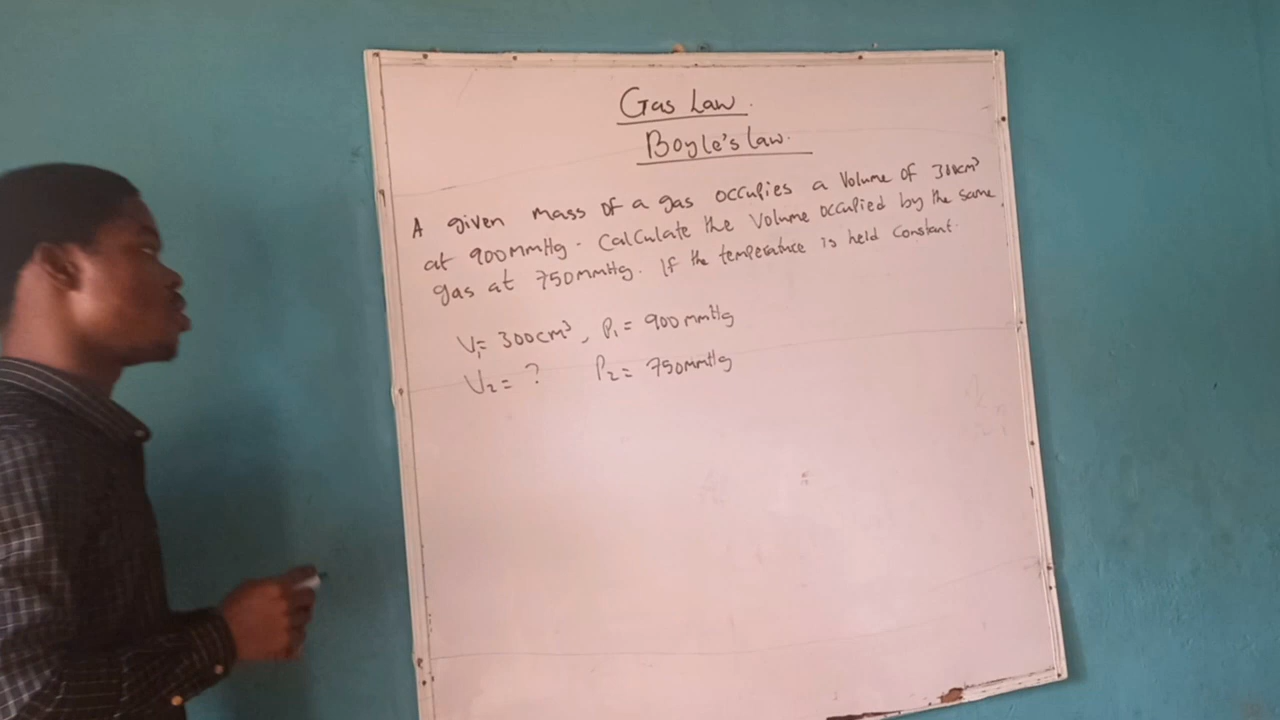 Gas Law.
Boyle's law.
A given mass of a gas occupies a Volume of 300cm³
at 900mmHg. Calculate the Volume occupied by the same
gas at 750mmHg. If the temperature is held Constant.
V₁= 300cm³, P₁= 900mmHg
V₂= ? P₂= 750mmHg